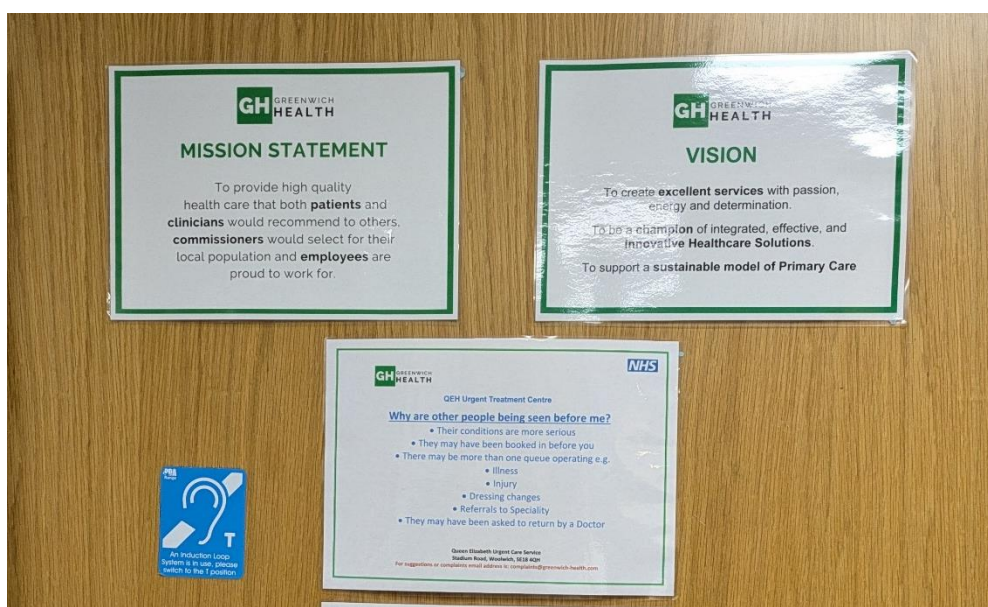 GH GREENWICH
HEALTH
MISSION STATEMENT
To provide high quality
health care that both patients and
clinicians would recommend to others,
commissioners would select for their
local population and employees are
proud to work for.
GH GREENWICH
HEALTH
VISION
To create excellent services with passion,
energy and determination.
To be a champion of integrated, effective, and
Innovative Healthcare Solutions.
To support a sustainable model of Primary Care
GH GREENWICH
HEALTH
NHS
QEH Urgent Treatment Centre
Why are other people being seen before me?
• Their conditions are more serious
• They may have been booked in before you
• There may be more than one queue operating e.g.
• Illness
• Injury
• Dressing changes
• Referrals to Speciality
• They may have been asked to return by a Doctor
Queen Elizabeth Urgent Care Service
Stadium Road, Woolwich, SE18 4QH
For suggestions or complaints email address is: complaints@greenwich-health.com
T
An Induction Loop
System is in use, please
switch to the T position